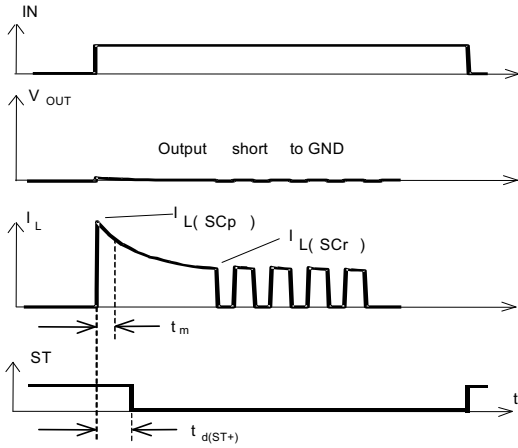 IN
V OUT
Output short to GND
I L
I L( SCp )
I L( SCr )
t m
ST
t
t d(ST+)